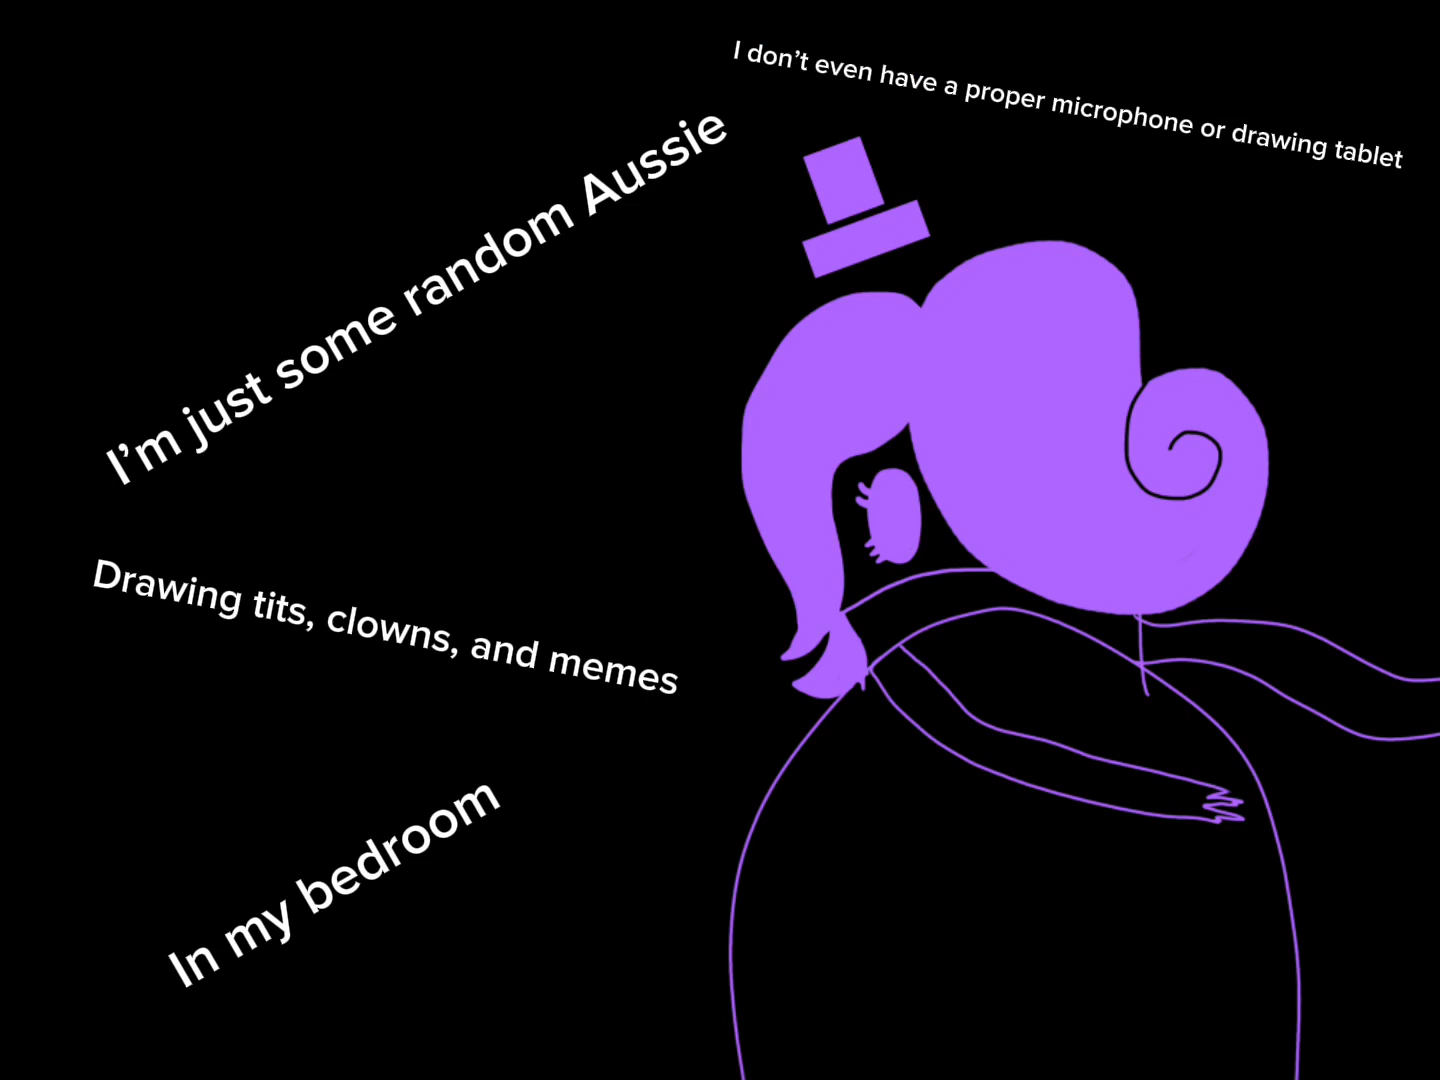 I don’t even have a proper microphone or drawing tablet
I’m just some random Aussie
Drawing tits, clowns, and memes
In my bedroom